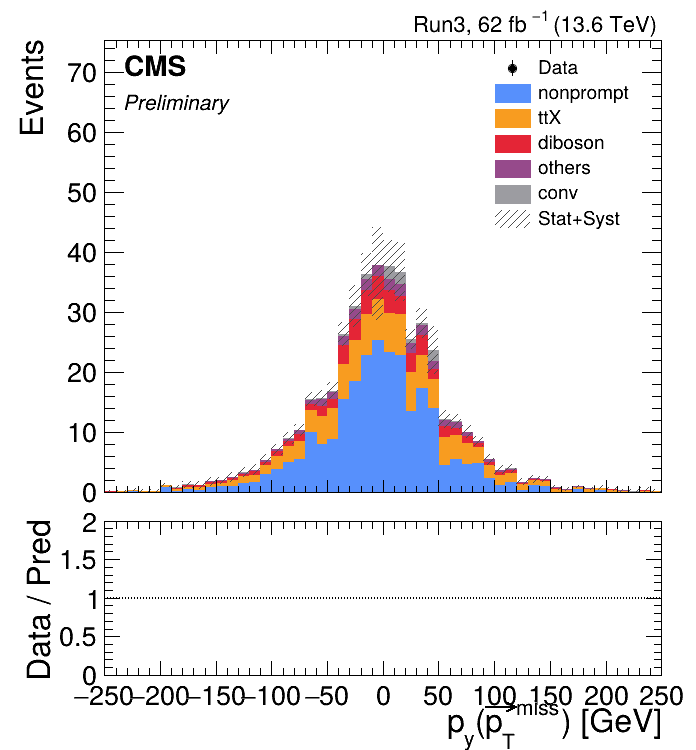 Run3, 62 fb⁻¹ (13.6 TeV)
CMS
Preliminary
Events
70
60
50
40
30
20
10
0
Data
nonprompt
ttX
diboson
others
conv
Stat+Syst
Data / Pred
2
1.5
1
0.5
0
−250 −200 −150 −100 −50 0 50 100 150 200 250
p_y(p⃗_T^miss) [GeV]